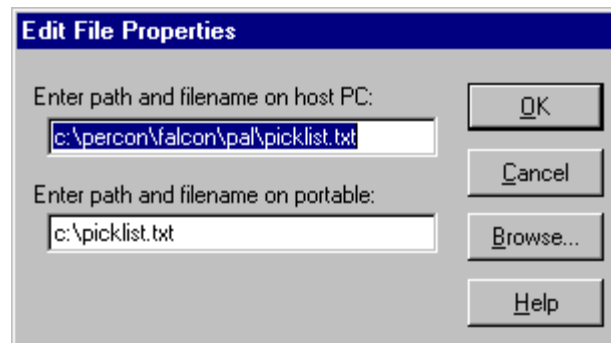 Edit File Properties
Enter path and filename on host PC:
c:\percon\falcon\pal\picklist.txt
Enter path and filename on portable:
c:\picklist.txt
OK
Cancel
Browse...
Help